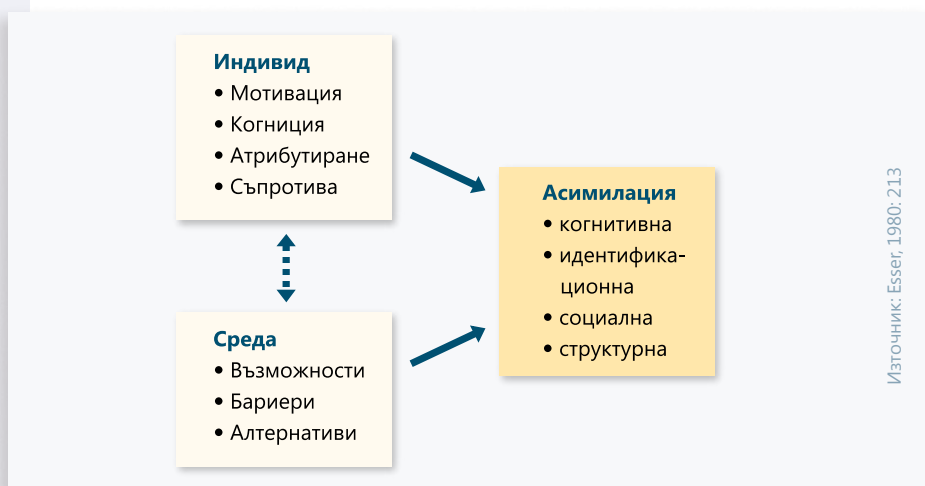 Индивид
• Мотивация
• Когниция
• Атрибутиране
• Съпротива
Среда
• Възможности
• Бариери
• Алтернативи
Асимилация
• когнитивна
• идентифика-
ционна
• социална
• структурна
Източник: Esser, 1980: 213